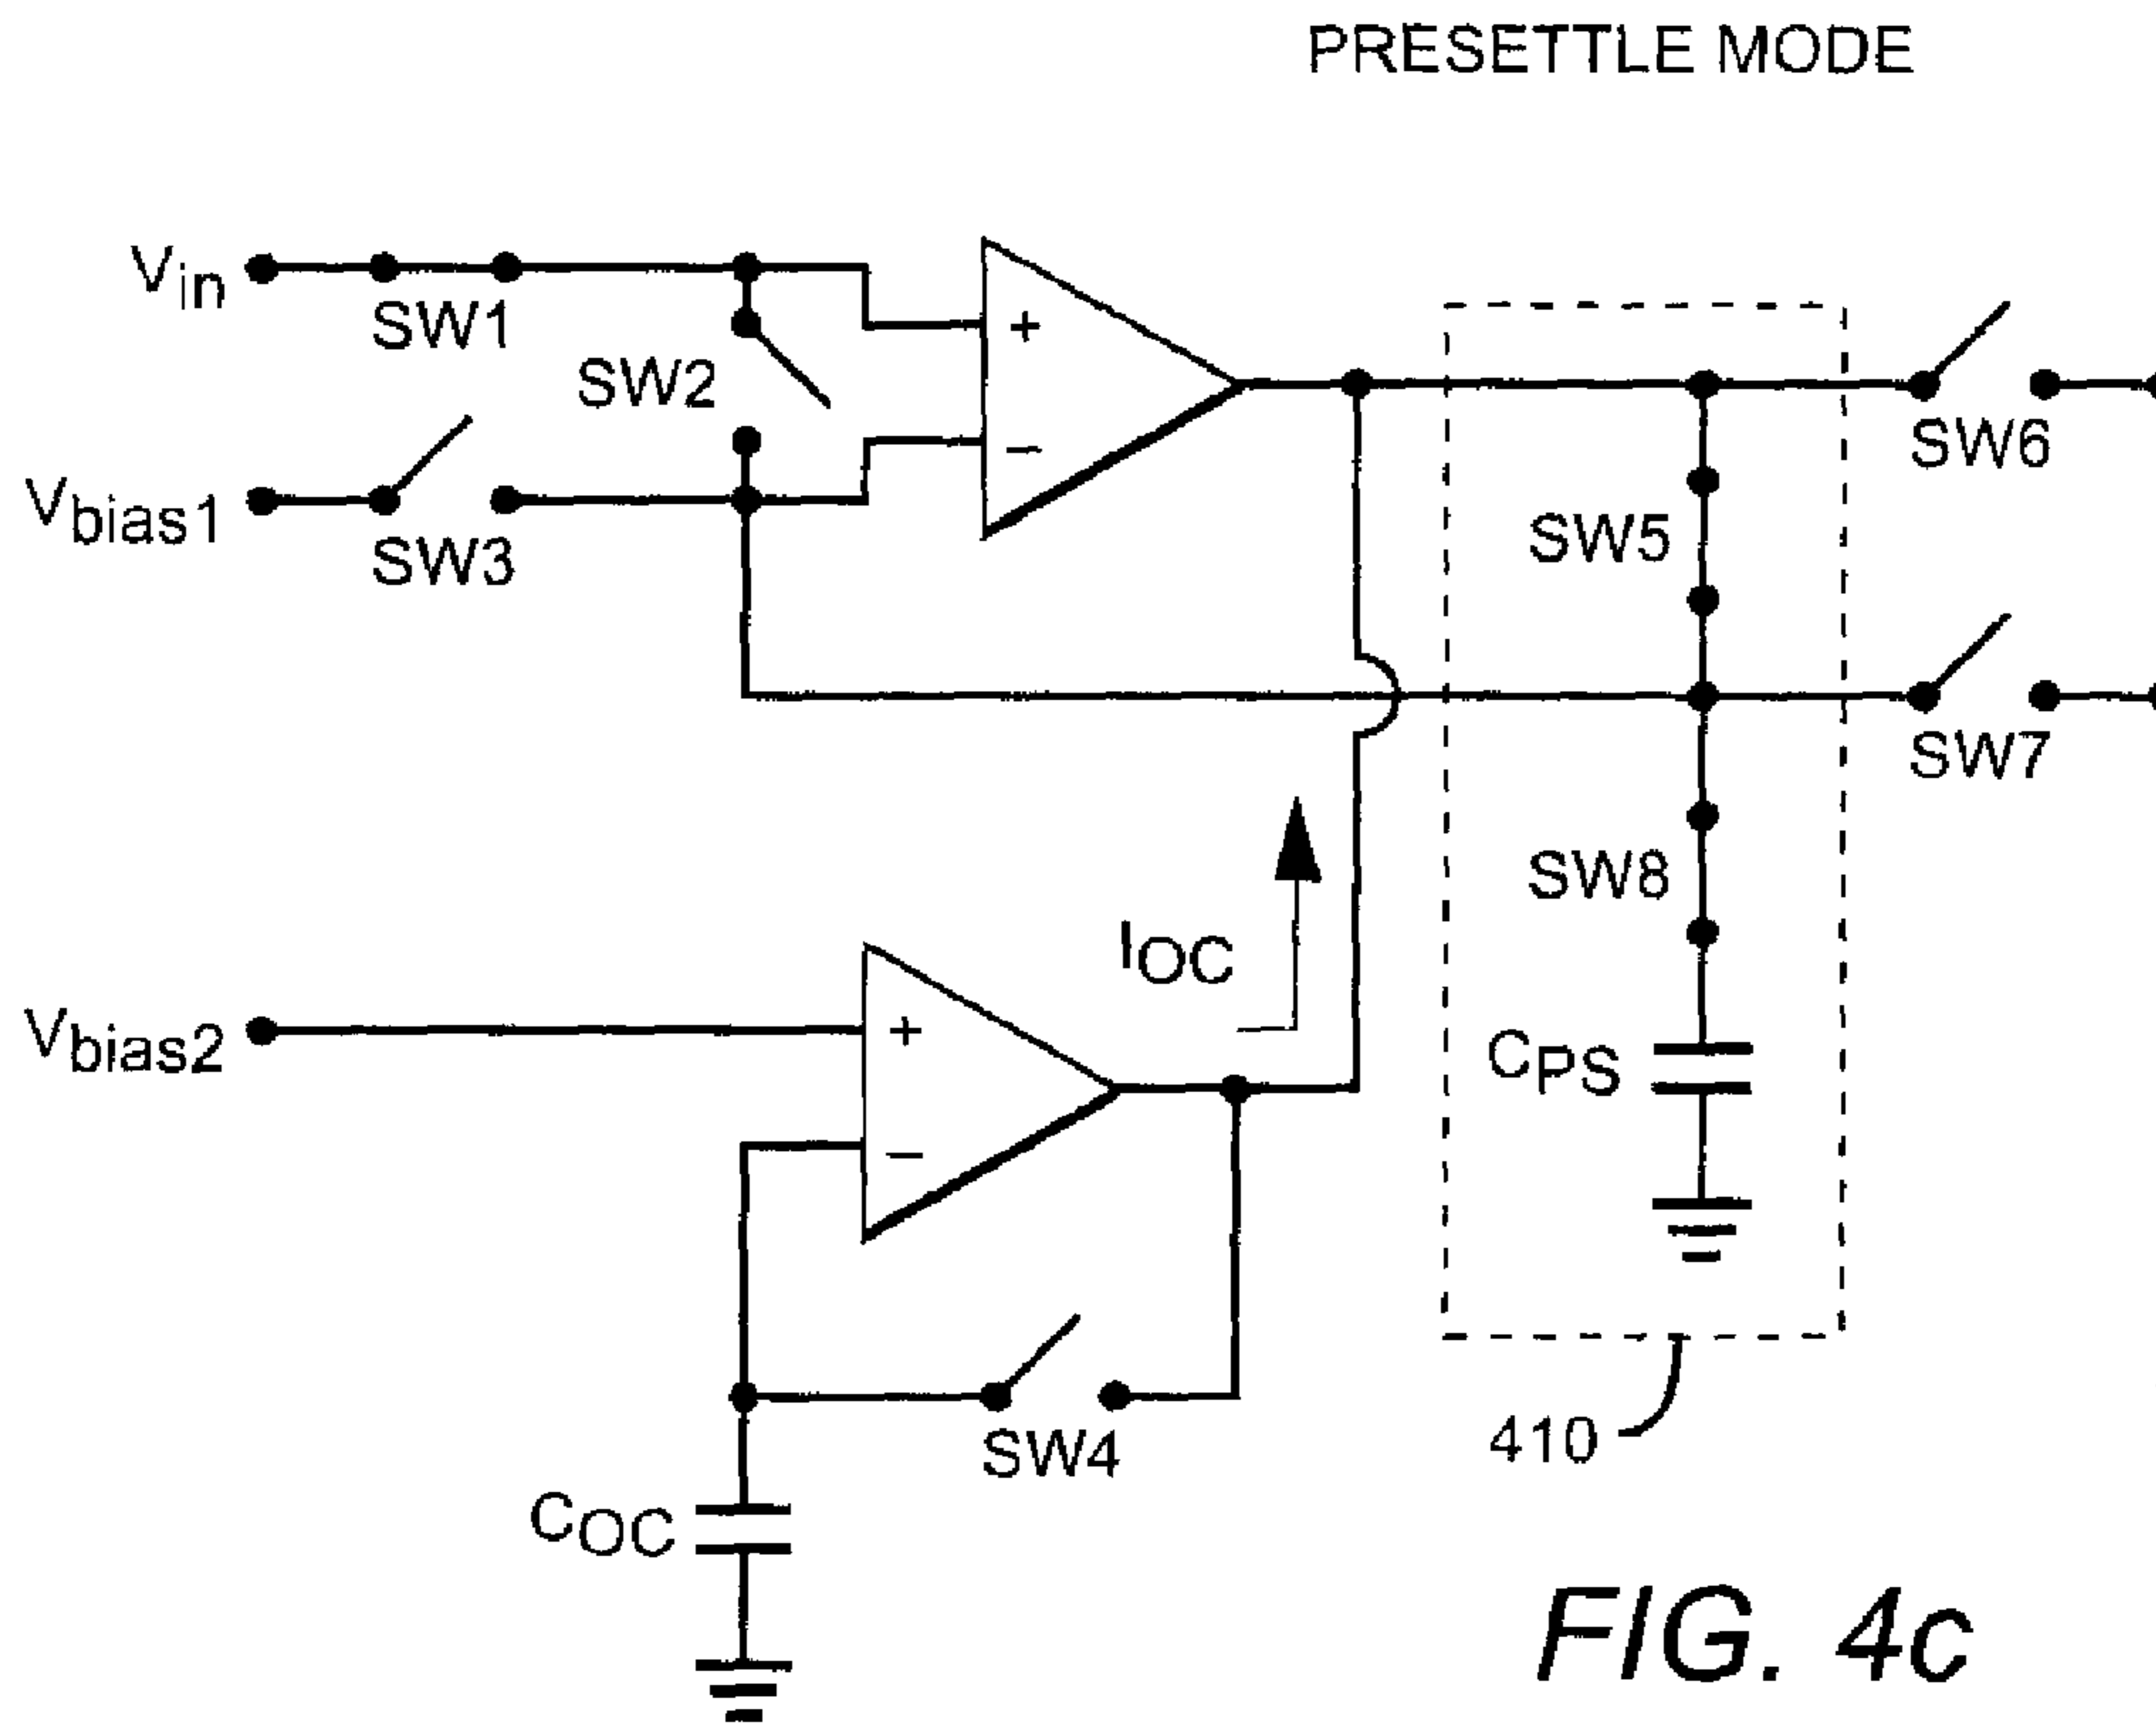 PRESETTLE MODE
Vin
SW1
SW2
+
−
SW6
Vbias1
SW3
SW5
SW7
SW8
IOC
Vbias2
+
−
CPS
SW4
410
COC
FIG. 4c